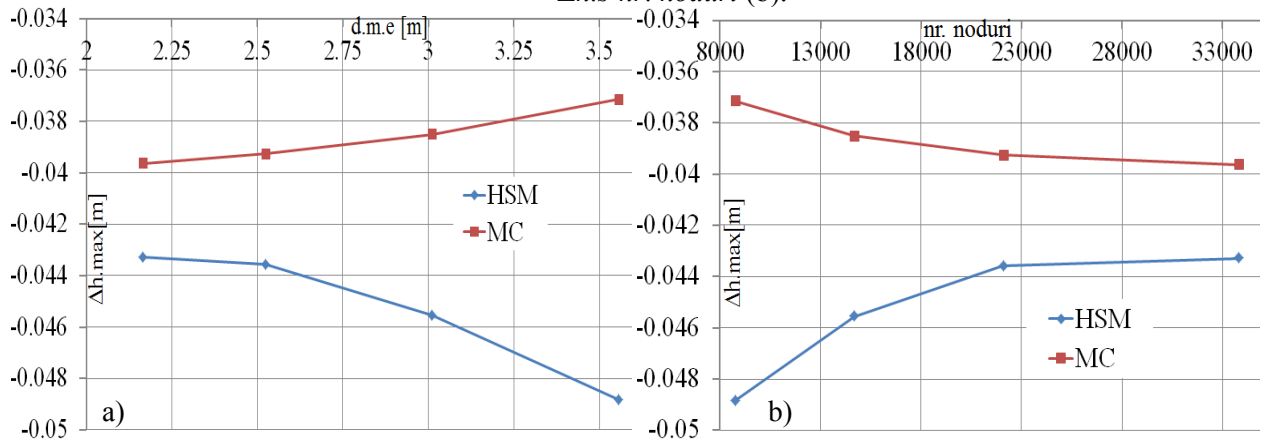 nr. noduri (b).
-0.034
-0.036
-0.038
-0.04
-0.042
-0.044
-0.046
-0.048
-0.05
d.m.e [m]
2
2.25
2.5
2.75
3
3.25
3.5
Δh.max[m]
HSM
MC
a)
-0.034
-0.036
-0.038
-0.04
-0.042
-0.044
-0.046
-0.048
-0.05
nr. noduri
8000
13000
18000
23000
28000
33000
Δh.max[m]
HSM
MC
b)